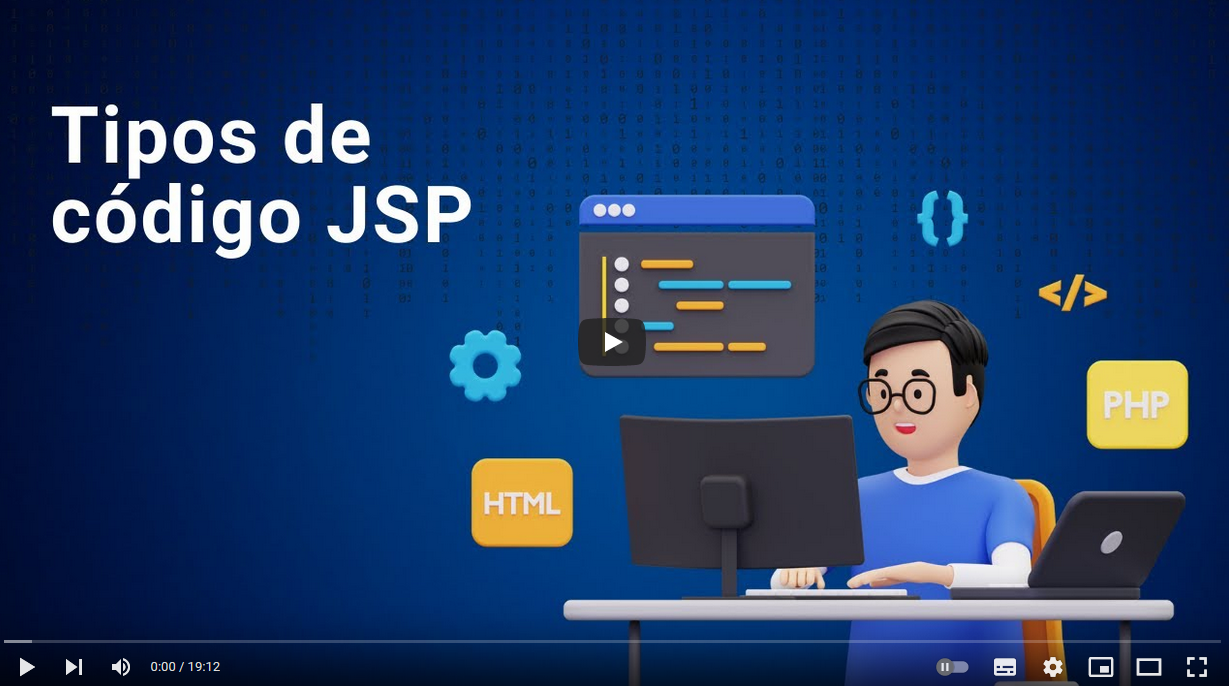 Tipos de
código JSP
{}
</>
PHP
HTML
0:00 / 19:12